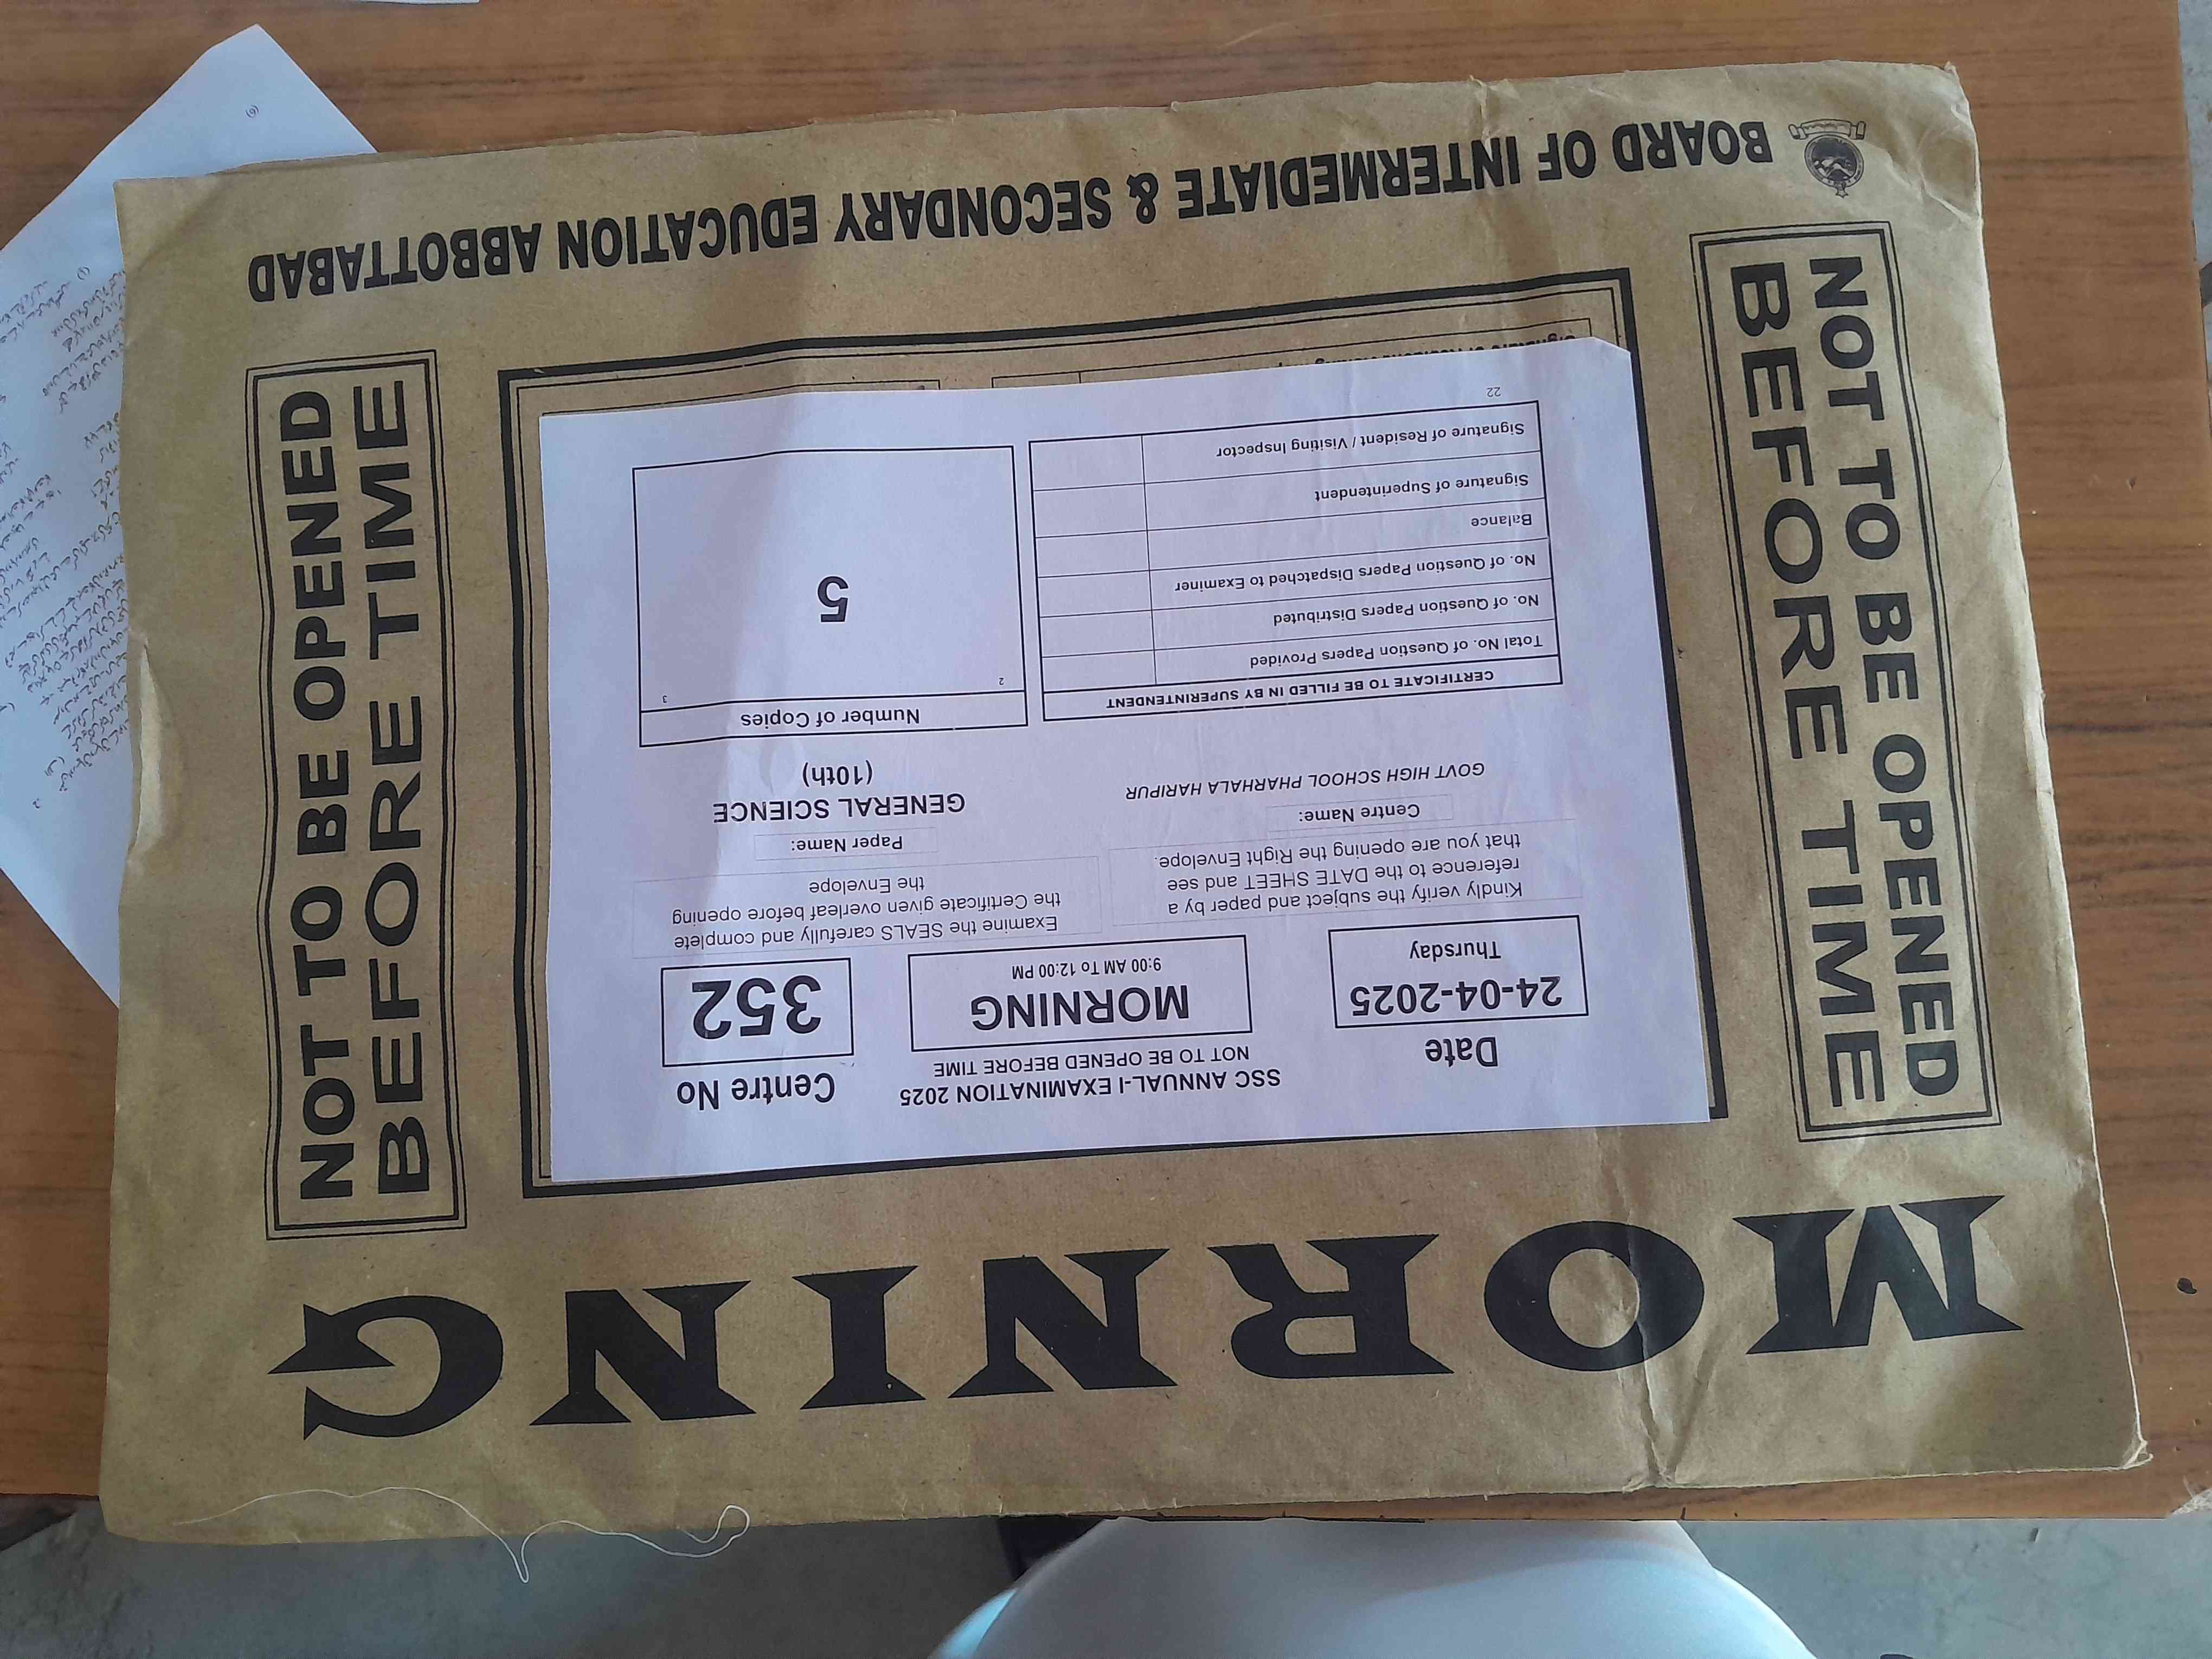 MORNING
NOT TO BE OPENED
BEFORE TIME
SSC ANNUAL-I EXAMINATION 2025
NOT TO BE OPENED BEFORE TIME
Date
24-04-2025
Thursday
MORNING
9:00 AM To 12:00 PM
Centre No
352
Kindly verify the subject and paper by a
reference to the DATE SHEET and see
that you are opening the Right Envelope.
Examine the SEALS carefully and complete
the Certificate given overleaf before opening
the Envelope
Centre Name:
GOVT HIGH SCHOOL PHARHALA HARIPUR
Paper Name:
GENERAL SCIENCE
(10th)
CERTIFICATE TO BE FILLED IN BY SUPERINTENDENT
Total No. of Question Papers Provided
No. of Question Papers Distributed
No. of Question Papers Dispatched to Examiner
Balance
Signature of Superintendent
Signature of Resident / Visiting Inspector
22
Number of Copies
2
3
5
NOT TO BE OPENED
BEFORE TIME
BOARD OF INTERMEDIATE & SECONDARY EDUCATION ABBOTTABAD